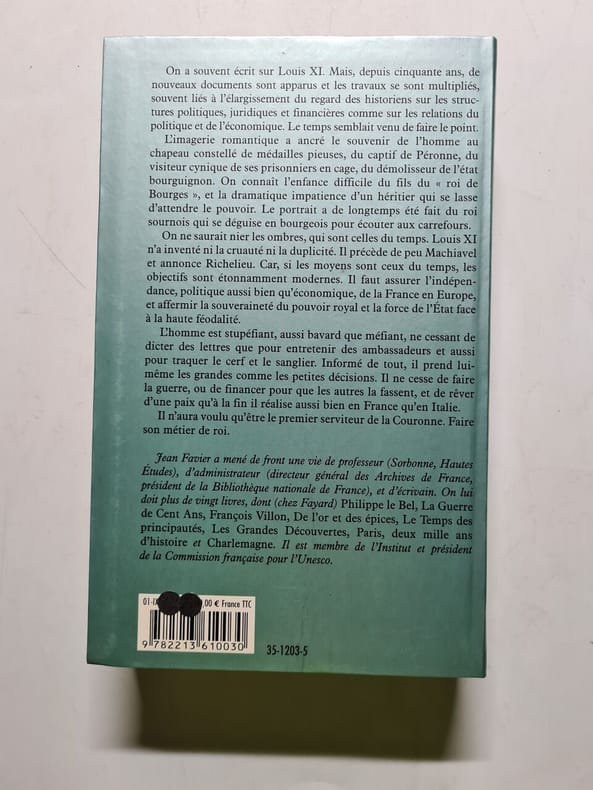 On a souvent écrit sur Louis XI. Mais, depuis cinquante ans, de
nouveaux documents sont apparus et les travaux se sont multipliés,
souvent liés à l'élargissement du regard des historiens sur les struc-
tures politiques, juridiques et financières comme sur les relations du
politique et de l'économique. Le temps semblait venu de faire le point.
L'imagerie romantique a ancré le souvenir de l'homme au
chapeau constellé de médailles pieuses, du captif de Péronne, du
visiteur cynique de ses prisonniers en cage, du démolisseur de l'état
bourguignon. On connaît l'enfance difficile du fils du « roi de
Bourges », et la dramatique impatience d'un héritier qui se lasse
d'attendre le pouvoir. Le portrait a de longtemps été fait du roi
sournois qui se déguise en bourgeois pour écouter aux carrefours.
On ne saurait nier les ombres, qui sont celles du temps. Louis XI
n'a inventé ni la cruauté ni la duplicité. Il précède de peu Machiavel
et annonce Richelieu. Car, si les moyens sont ceux du temps, les
objectifs sont étonnamment modernes. Il faut assurer l'indépen-
dance, politique aussi bien qu'économique, de la France en Europe,
et affermir la souveraineté du pouvoir royal et la force de l'État face
à la haute féodalité.
L'homme est stupéfiant, aussi bavard que méfiant, ne cessant de
dicter des lettres que pour entretenir des ambassadeurs et aussi
pour traquer le cerf et le sanglier. Informé de tout, il prend lui-
même les grandes comme les petites décisions. Il ne cesse de faire
la guerre, ou de financer pour que les autres la fassent, et de rêver
d'une paix qu'à la fin il réalise aussi bien en France qu'en Italie.
Il n'aura voulu qu'être le premier serviteur de la Couronne. Faire
son métier de roi.
Jean Favier a mené de front une vie de professeur (Sorbonne, Hautes
Études), d'administrateur (directeur général des Archives de France,
président de la Bibliothèque nationale de France), et d'écrivain. On lui
doit plus de vingt livres, dont (chez Fayard) Philippe le Bel, La Guerre
de Cent Ans, François Villon, De l'or et des épices, Le Temps des
principautés, Les Grandes Découvertes, Paris, deux mille ans
d'histoire et Charlemagne. Il est membre de l'Institut et président
de la Commission française pour l'Unesco.
,00 € France TTC
9 782213 610030
35-1203-5